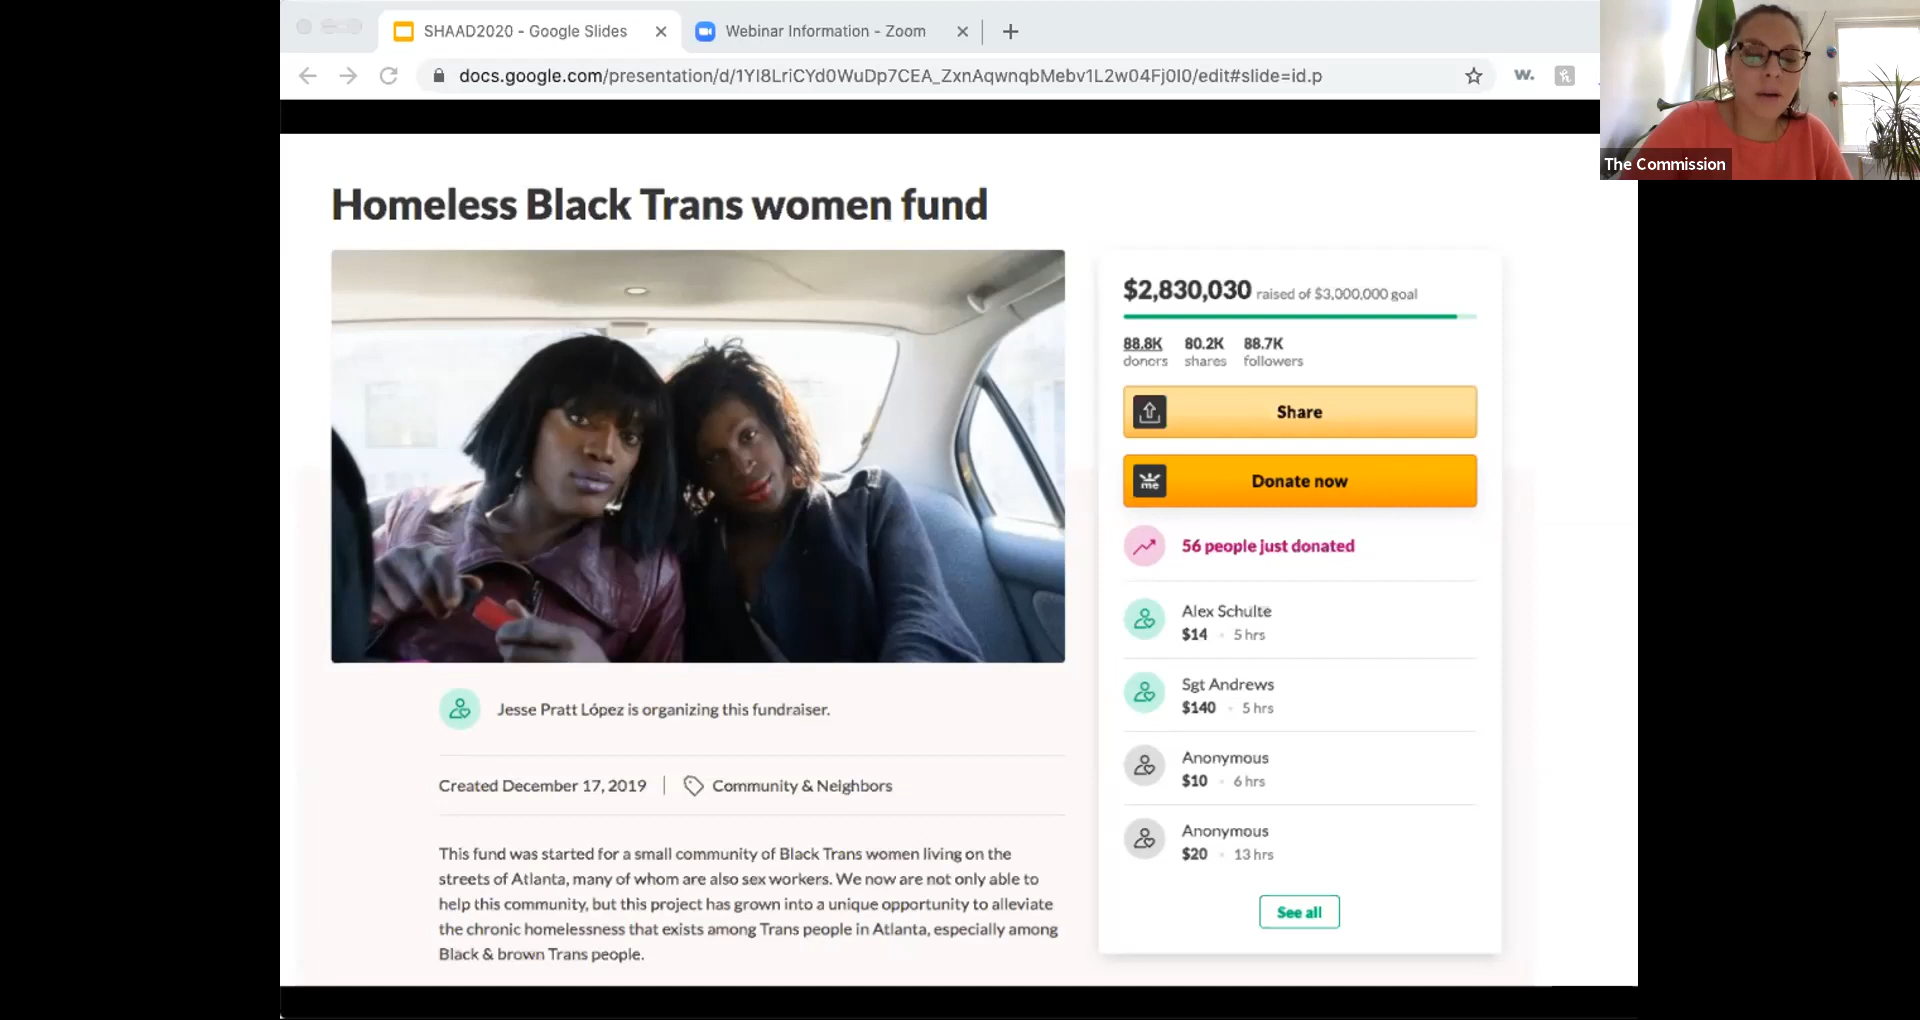 SHAAD2020 - Google Slides
Webinar Information - Zoom
docs.google.com/presentation/d/1YI8LriCYd0WuDp7CEA_ZxnAqwnqbMebv1L2w04Fj0I0/edit#slide=id.p
w.
The Commission
Homeless Black Trans women fund
$2,830,030 raised of $3,000,000 goal
88.8K 80.2K 88.7K
donors shares followers
Share
me Donate now
56 people just donated
Alex Schulte
$14 • 5 hrs
Sgt Andrews
$140 • 5 hrs
Anonymous
$10 • 6 hrs
Anonymous
$20 • 13 hrs
See all
Jesse Pratt López is organizing this fundraiser.
Created December 17, 2019 | Community & Neighbors
This fund was started for a small community of Black Trans women living on the
streets of Atlanta, many of whom are also sex workers. We now are not only able to
help this community, but this project has grown into a unique opportunity to alleviate
the chronic homelessness that exists among Trans people in Atlanta, especially among
Black & brown Trans people.